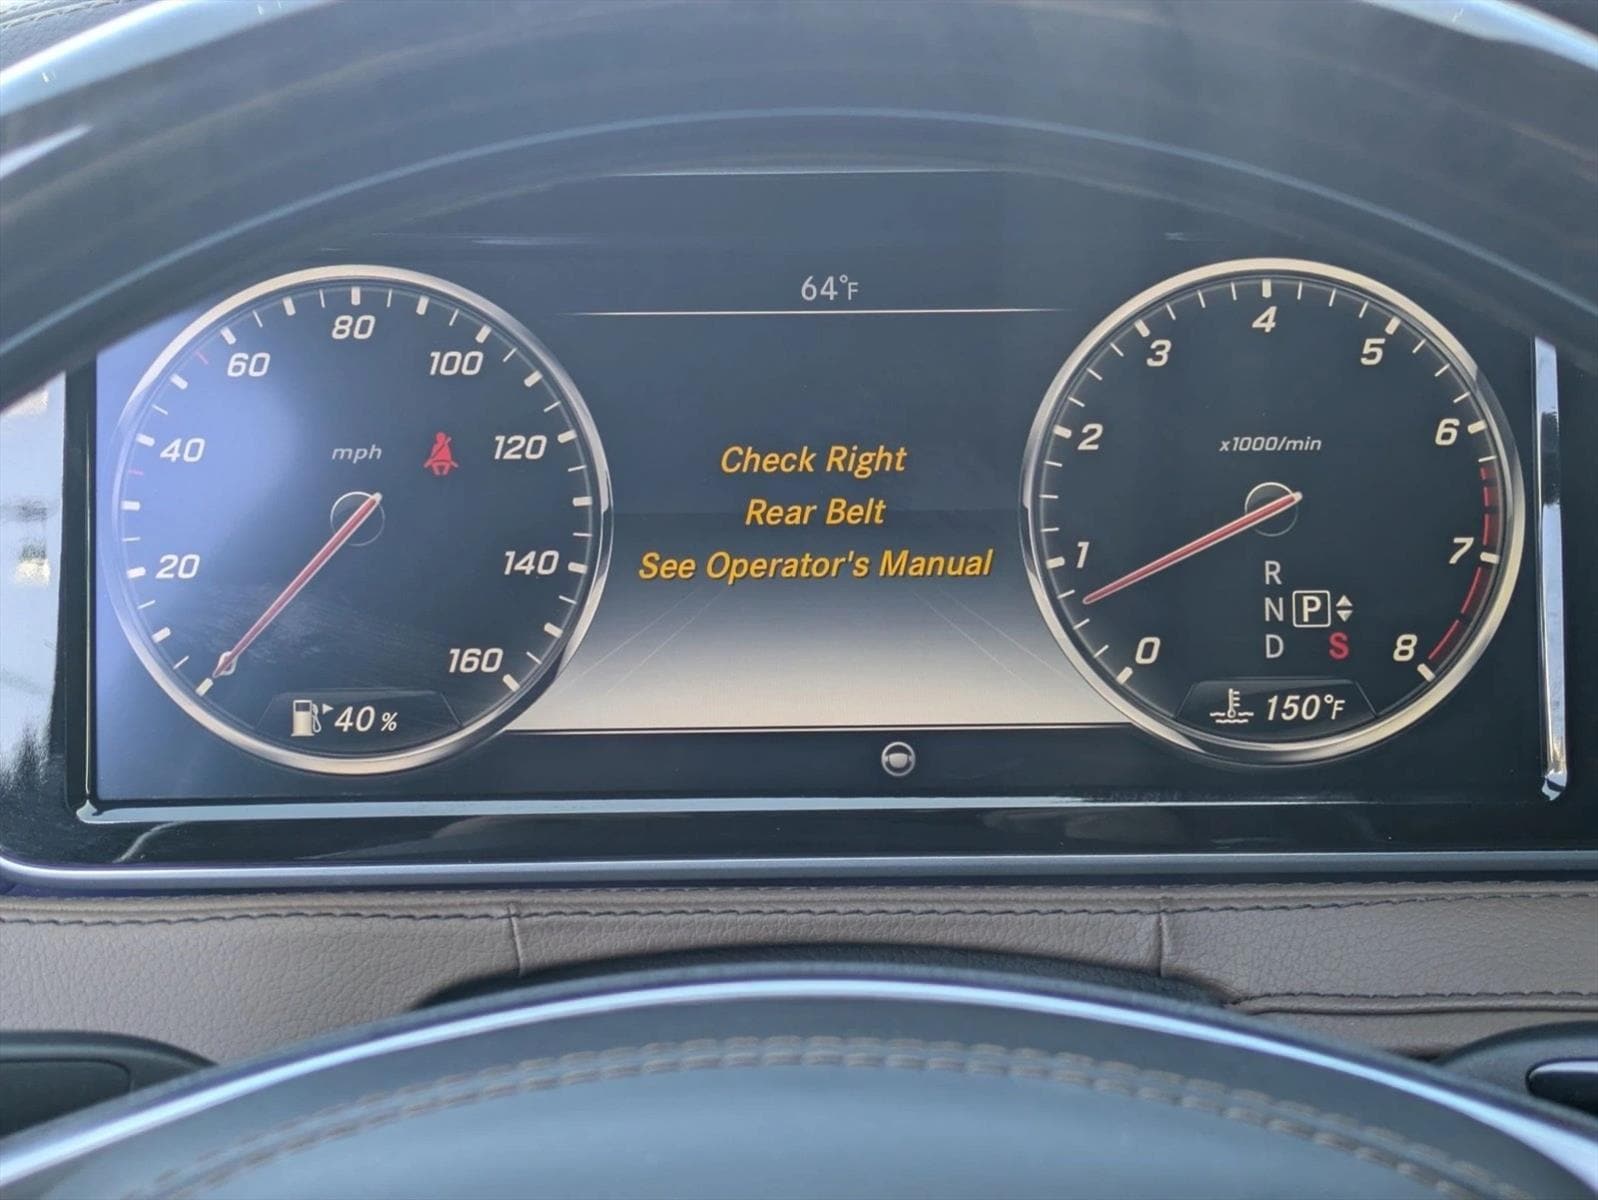 64°F
80
60
100
40
mph
120
20
140
160
40 %
Check Right
Rear Belt
See Operator's Manual
4
3
5
2
x1000/min
6
1
7
R
N P
D S
0
8
150°F